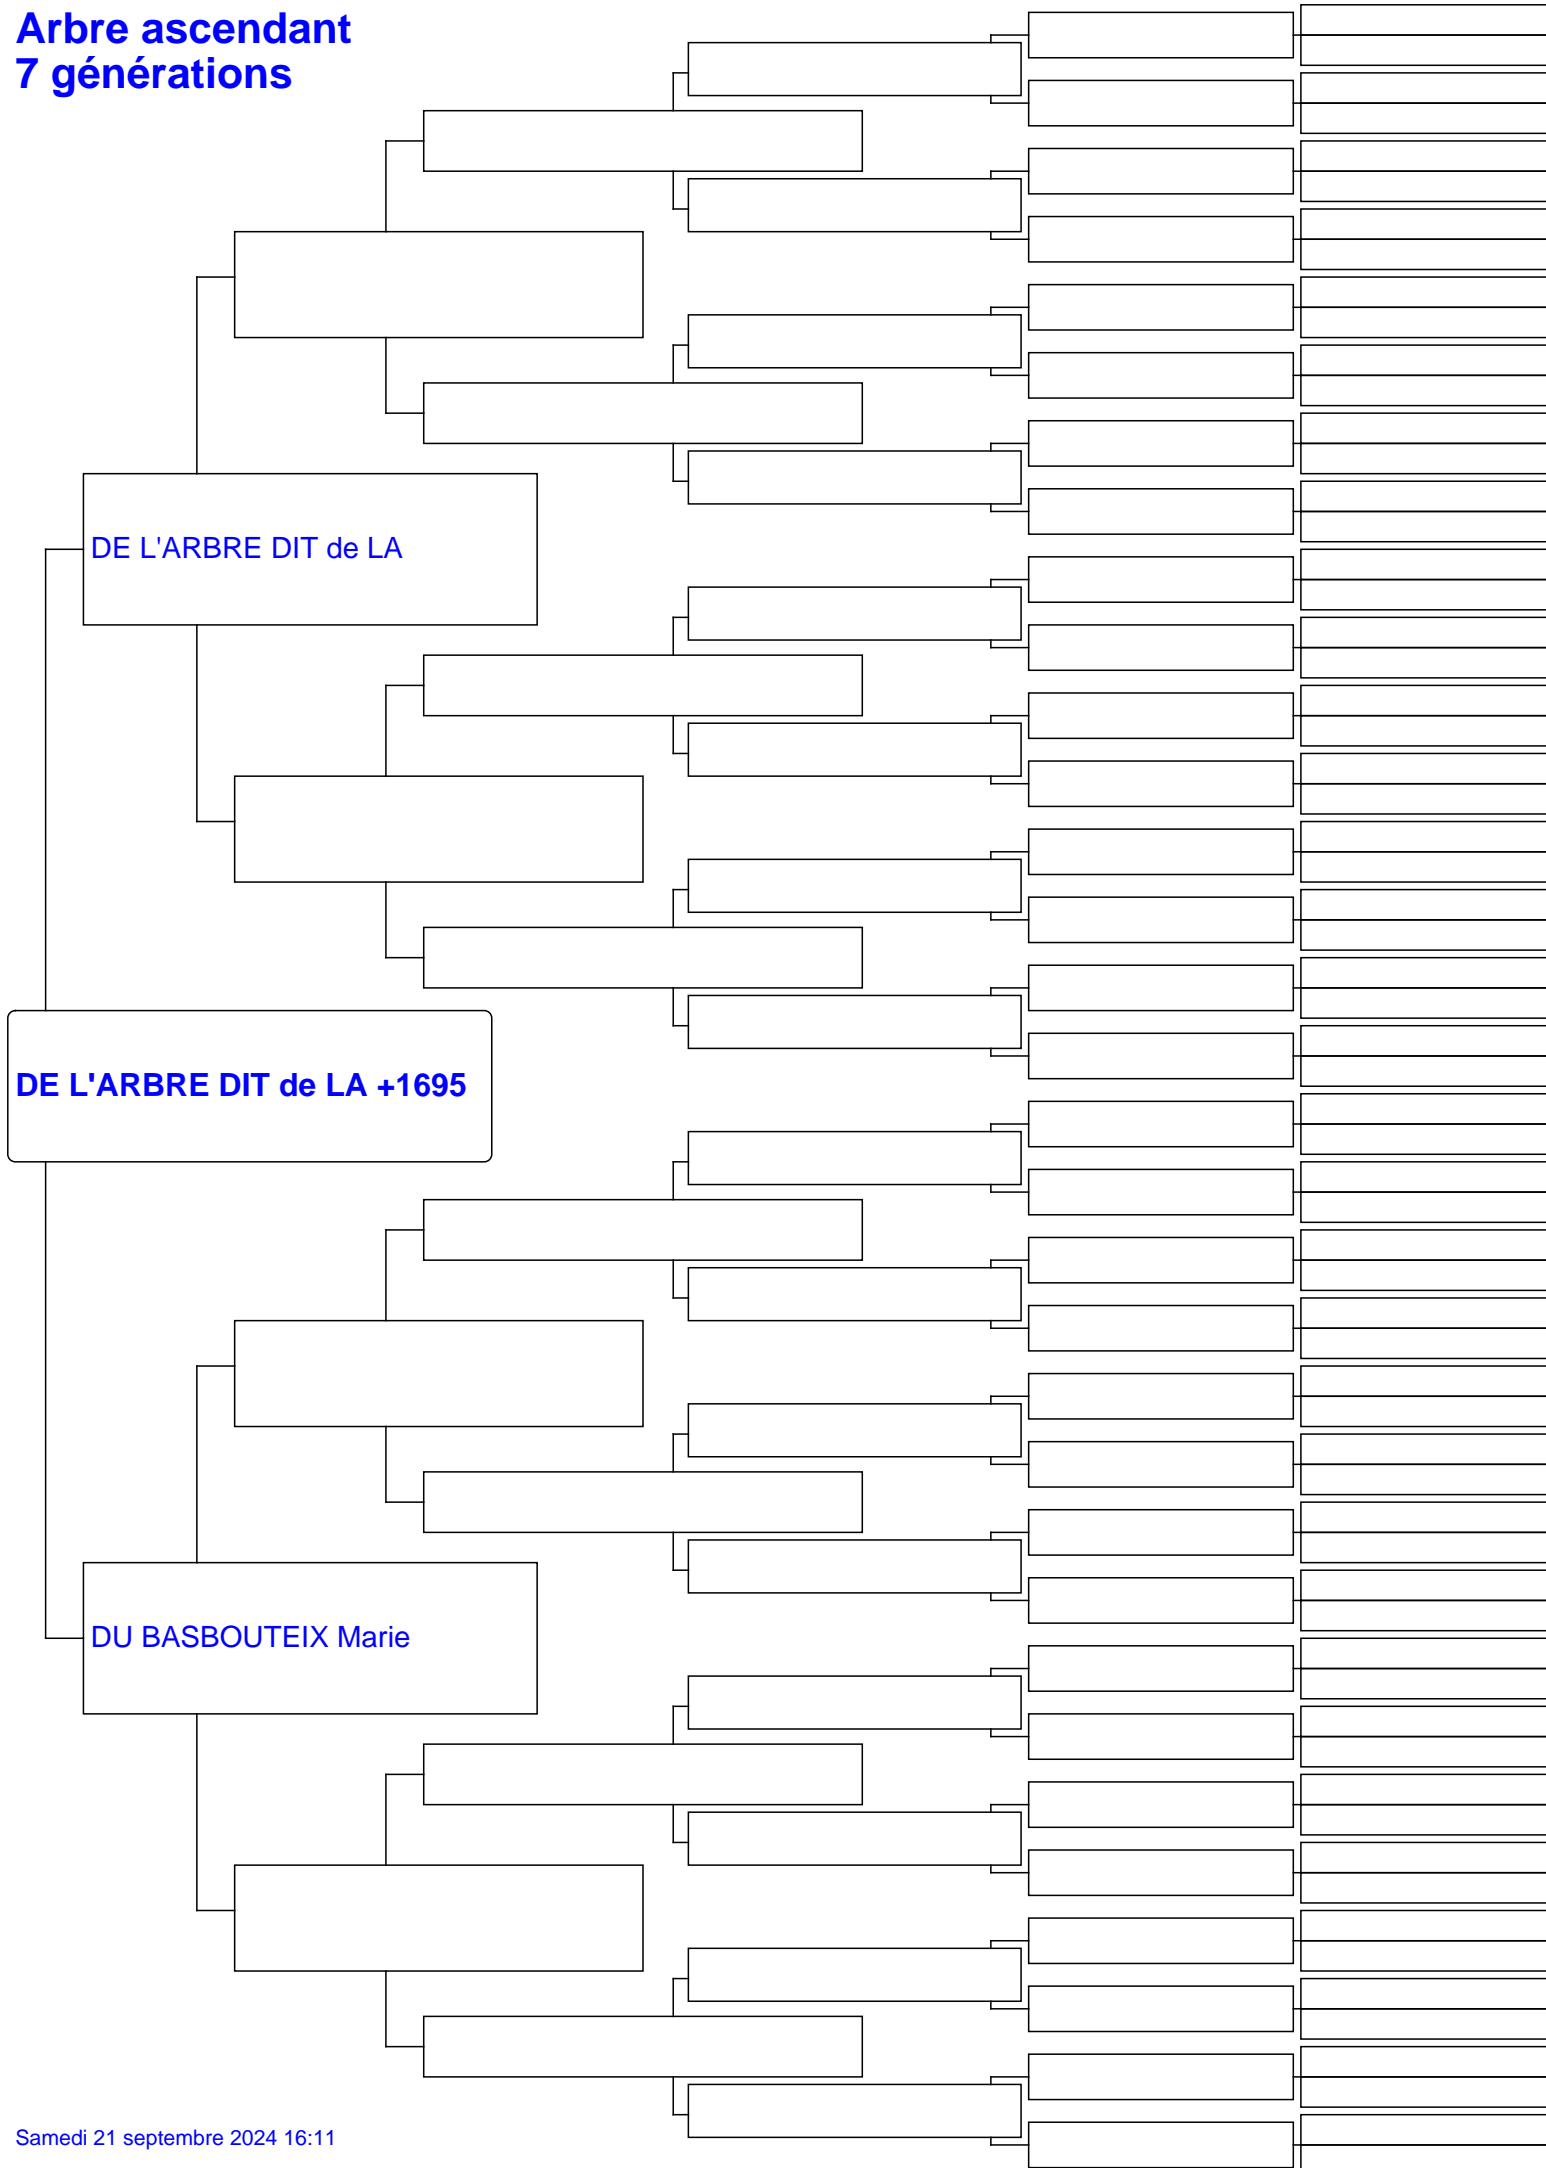 Arbre ascendant
7 générations
DE L'ARBRE DIT de LA
DE L'ARBRE DIT de LA +1695
DU BASBOUTEIX Marie
Samedi 21 septembre 2024 16:11